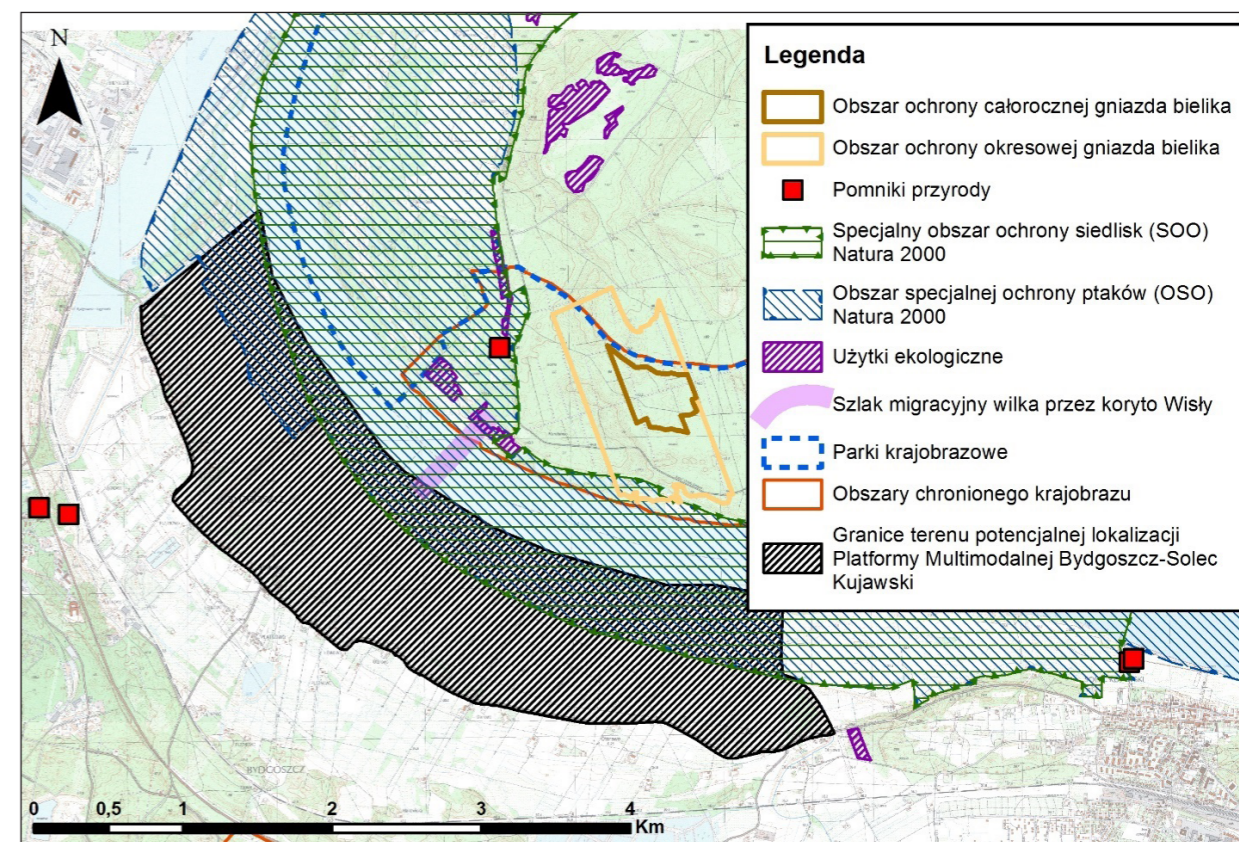 N
Legenda
Obszar ochrony całorocznej gniazda bielika
Obszar ochrony okresowej gniazda bielika
Pomniki przyrody
Specjalny obszar ochrony siedlisk (SOO)
Natura 2000
Obszar specjalnej ochrony ptaków (OSO)
Natura 2000
Użytki ekologiczne
Szlak migracyjny wilka przez koryto Wisły
Parki krajobrazowe
Obszary chronionego krajobrazu
Granice terenu potencjalnej lokalizacji
Platformy Multimodalnej Bydgoszcz-Solec
Kujawski
BYDGOSZCZ
0 0,5 1 2 3 4
Km